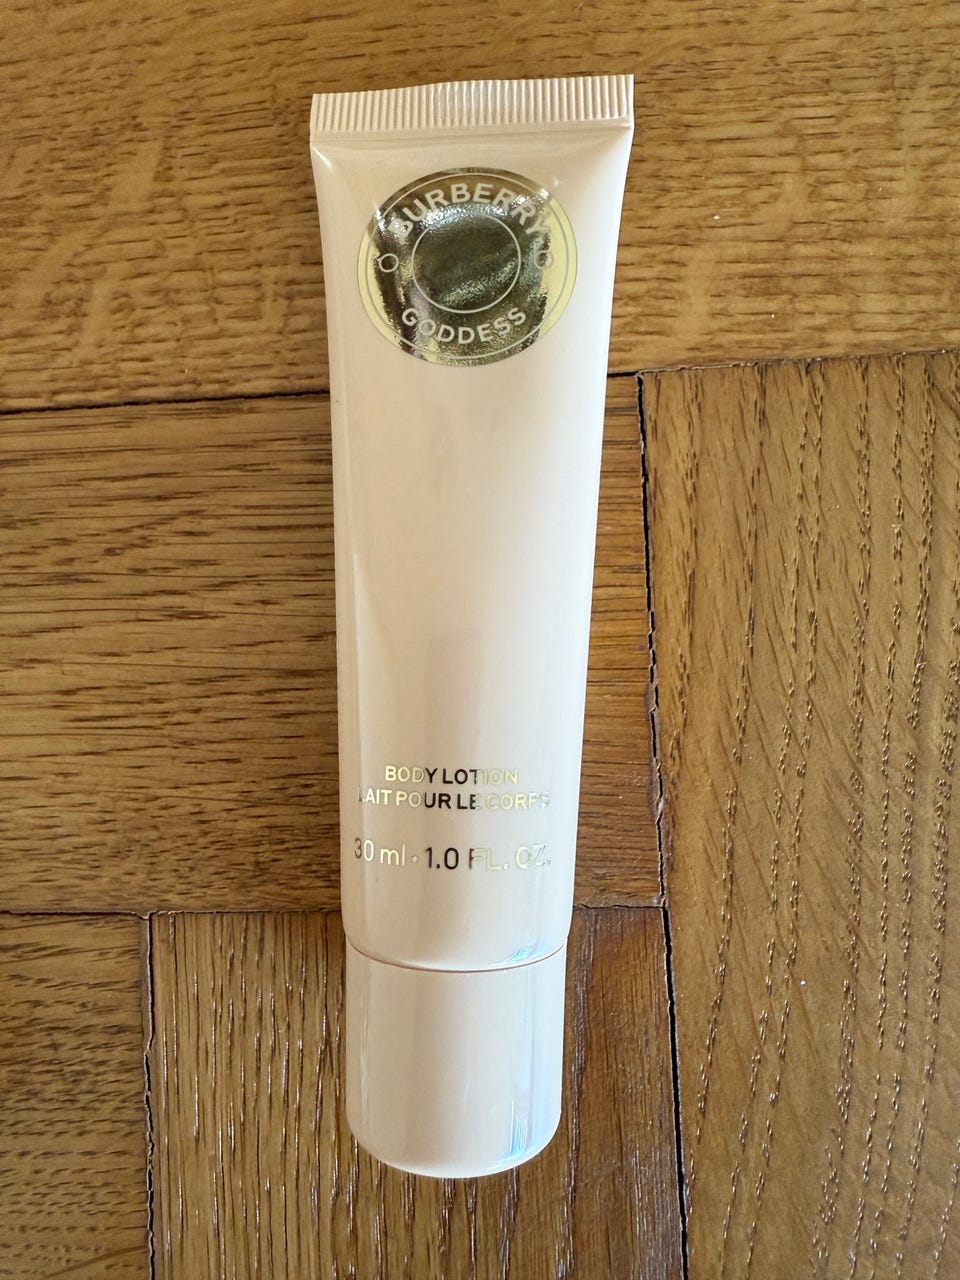 BURBERRY
GODDESS
BODY LOTION
LAIT POUR LE CORPS
30 ml · 1.0 FL. OZ.